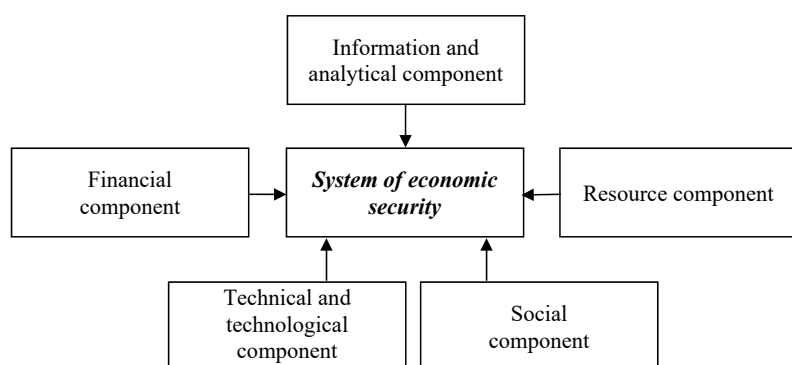 Information and
analytical component
Financial
component
System of economic
security
Resource component
Technical and
technological
component
Social
component